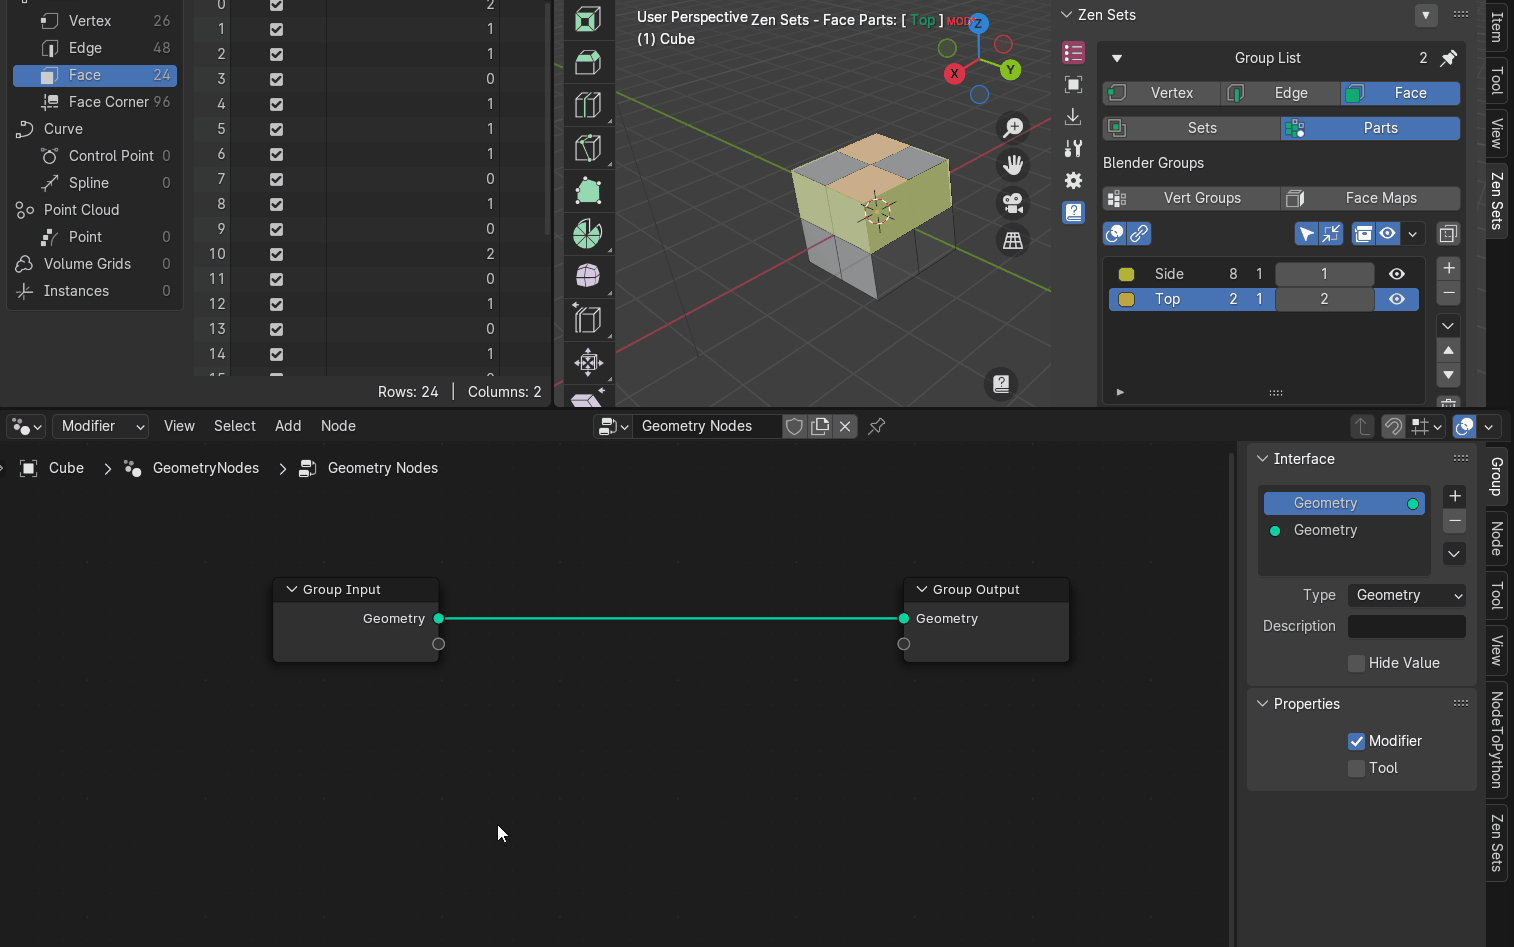 Vertex 26
Edge 48
Face 24
Face Corner 96
Curve
Control Point 0
Spline 0
Point Cloud
Point 0
Volume Grids
Instances
0 2
1 1
2 1
3 0
4 1
5 1
6 1
7 0
8 1
9 0
10 2
11 0
12 1
13 0
14 1
Rows: 24 | Columns: 2
User Perspective Zen Sets - Face Parts: [ Top ] MOD
(1) Cube
Z
X
Y
Zen Sets
Group List 2
Vertex Edge Face
Sets Parts
Blender Groups
Vert Groups Face Maps
Side 8 1 1
Top 2 1 2
Item
Tool
View
Zen Sets
Modifier View Select Add Node Geometry Nodes
Cube > GeometryNodes > Geometry Nodes
Group Input
Geometry
Group Output
Geometry
Interface
Geometry
Geometry
Type Geometry
Description
Hide Value
Properties
Modifier
Tool
Group
Node
Tool
View
NodeToPython
Zen Sets